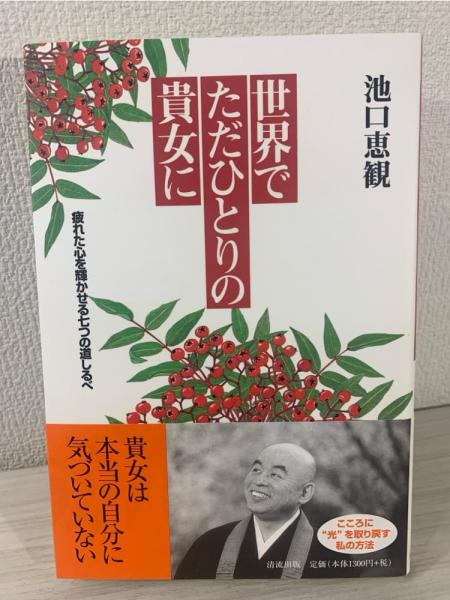 池口恵観
世界で
ただひとりの
貴女に
疲れた心を輝かせる七つの道しるべ
貴女は
本当の自分に
気づいていない
こころに
“光”を取り戻す
私の方法
清流出版 定価(本体1300円+税)